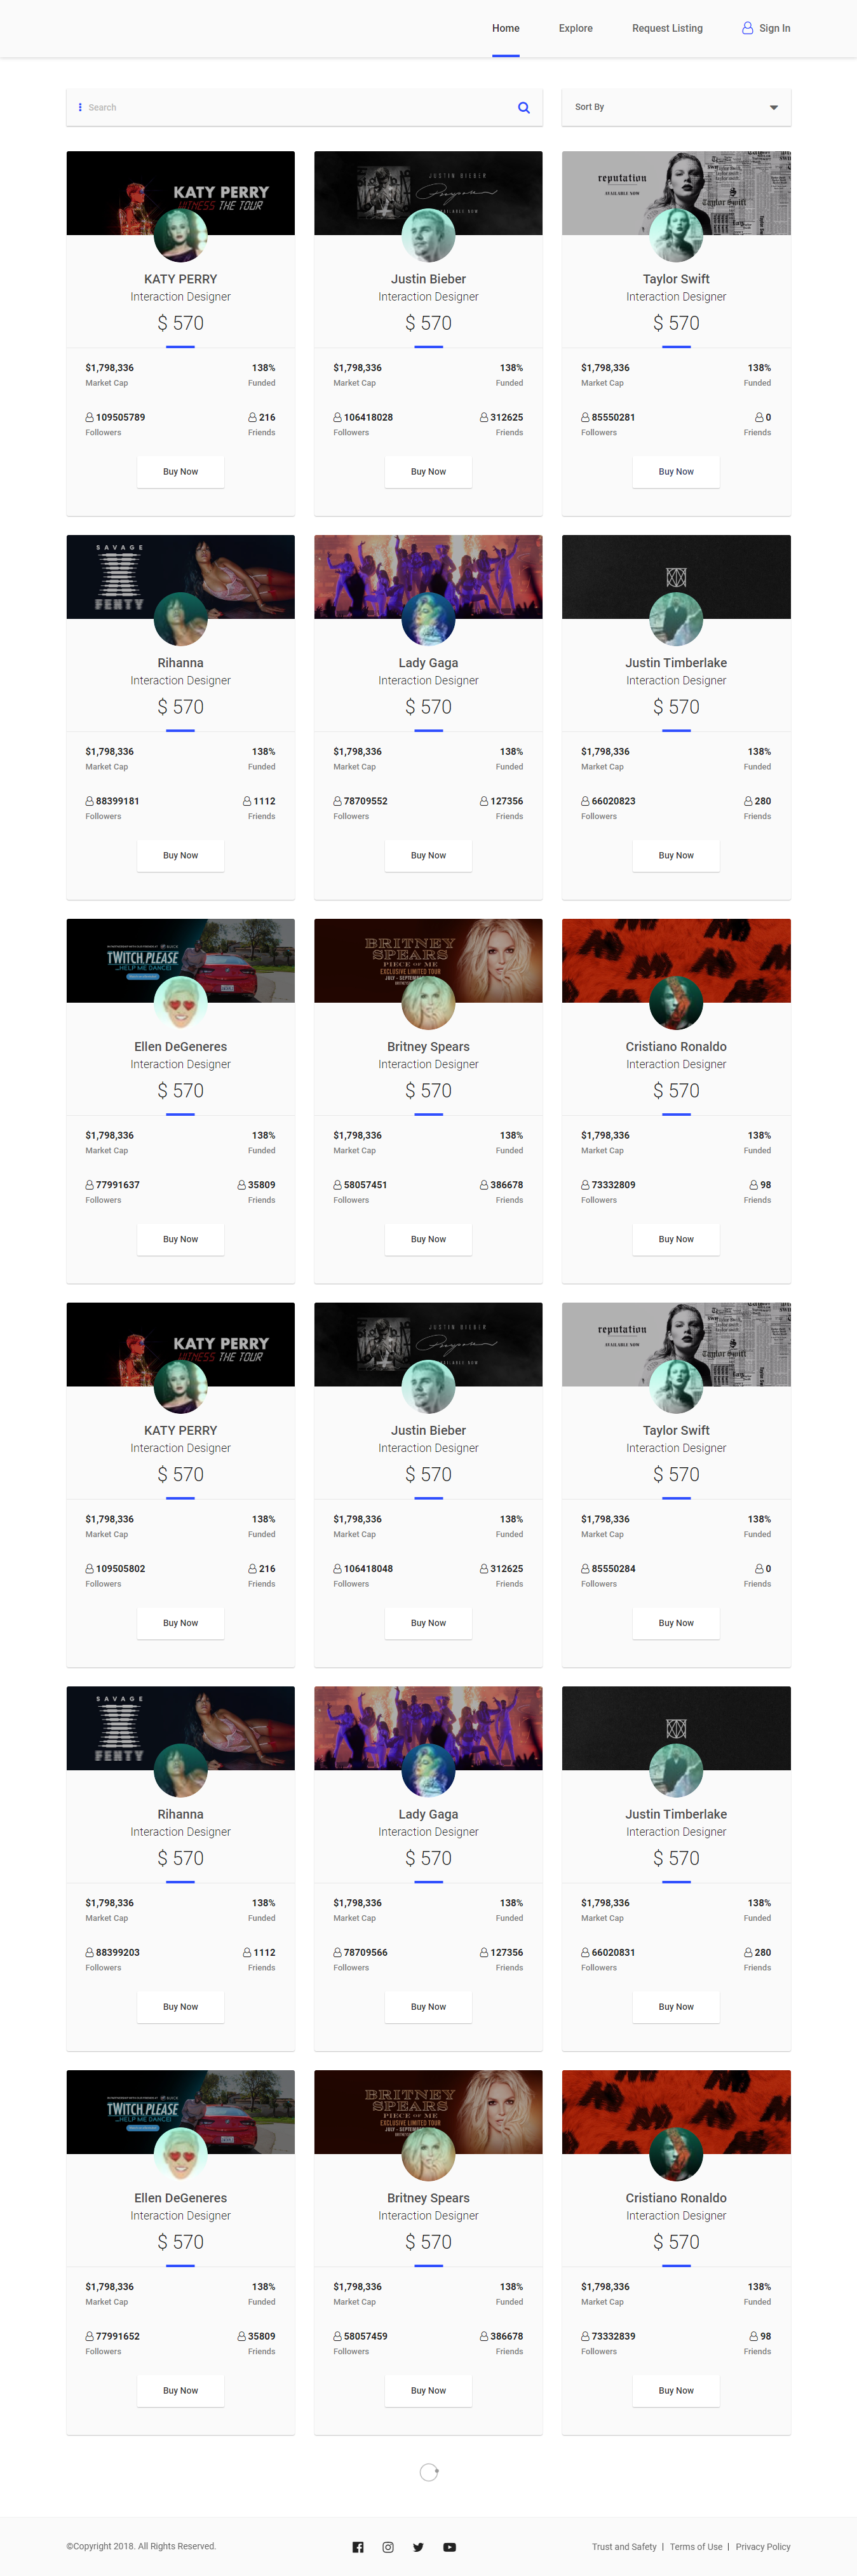 Home Explore Request Listing Sign In
Search Sort By
KATY PERRY
WITNESS THE TOUR
JUSTIN BIEBER
Purpose
AVAILABLE NOW
reputation
AVAILABLE NOW
Taylor Swift
KATY PERRY Justin Bieber Taylor Swift
Interaction Designer Interaction Designer Interaction Designer
$ 570 $ 570 $ 570
$1,798,336 138% $1,798,336 138% $1,798,336 138%
Market Cap Funded Market Cap Funded Market Cap Funded
109505789 216 106418028 312625 85550281 0
Followers Friends Followers Friends Followers Friends
Buy Now Buy Now Buy Now
SAVAGE
FENTY
Rihanna Lady Gaga Justin Timberlake
Interaction Designer Interaction Designer Interaction Designer
$ 570 $ 570 $ 570
$1,798,336 138% $1,798,336 138% $1,798,336 138%
Market Cap Funded Market Cap Funded Market Cap Funded
88399181 1112 78709552 127356 66020823 280
Followers Friends Followers Friends Followers Friends
Buy Now Buy Now Buy Now
TWITCH, PLEASE
...HELP ME DANCE!
BRITNEY
SPEARS
PIECE OF ME
EXCLUSIVE LIMITED TOUR
Ellen DeGeneres Britney Spears Cristiano Ronaldo
Interaction Designer Interaction Designer Interaction Designer
$ 570 $ 570 $ 570
$1,798,336 138% $1,798,336 138% $1,798,336 138%
Market Cap Funded Market Cap Funded Market Cap Funded
77991637 35809 58057451 386678 73332809 98
Followers Friends Followers Friends Followers Friends
Buy Now Buy Now Buy Now
KATY PERRY
WITNESS THE TOUR
JUSTIN BIEBER
Purpose
AVAILABLE NOW
reputation
AVAILABLE NOW
Taylor Swift
KATY PERRY Justin Bieber Taylor Swift
Interaction Designer Interaction Designer Interaction Designer
$ 570 $ 570 $ 570
$1,798,336 138% $1,798,336 138% $1,798,336 138%
Market Cap Funded Market Cap Funded Market Cap Funded
109505802 216 106418048 312625 85550284 0
Followers Friends Followers Friends Followers Friends
Buy Now Buy Now Buy Now
SAVAGE
FENTY
Rihanna Lady Gaga Justin Timberlake
Interaction Designer Interaction Designer Interaction Designer
$ 570 $ 570 $ 570
$1,798,336 138% $1,798,336 138% $1,798,336 138%
Market Cap Funded Market Cap Funded Market Cap Funded
88399203 1112 78709566 127356 66020831 280
Followers Friends Followers Friends Followers Friends
Buy Now Buy Now Buy Now
TWITCH, PLEASE
...HELP ME DANCE!
BRITNEY
SPEARS
PIECE OF ME
EXCLUSIVE LIMITED TOUR
Ellen DeGeneres Britney Spears Cristiano Ronaldo
Interaction Designer Interaction Designer Interaction Designer
$ 570 $ 570 $ 570
$1,798,336 138% $1,798,336 138% $1,798,336 138%
Market Cap Funded Market Cap Funded Market Cap Funded
77991652 35809 58057459 386678 73332839 98
Followers Friends Followers Friends Followers Friends
Buy Now Buy Now Buy Now
©Copyright 2018. All Rights Reserved. Trust and Safety | Terms of Use | Privacy Policy